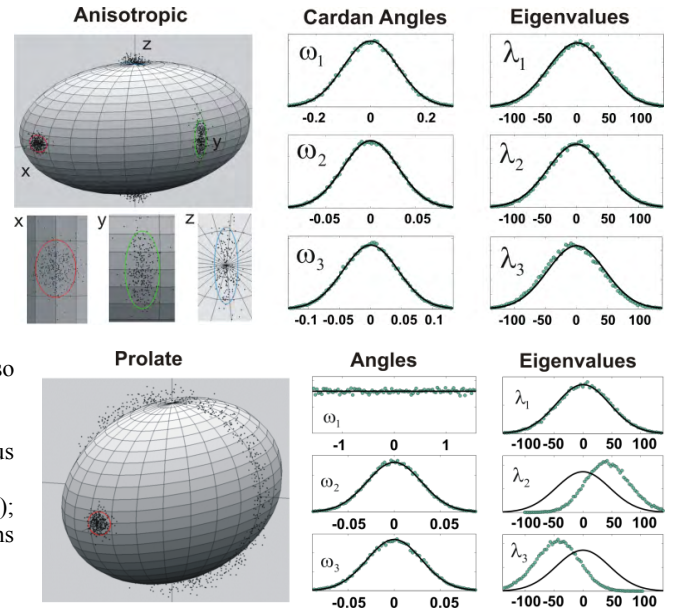 Anisotropic
Cardan Angles
Eigenvalues
z
x
y
ω1
-0.2 0 0.2
λ1
-100 -50 0 50 100
ω2
-0.05 0 0.05
λ2
-100 -50 0 50 100
x
y
z
ω3
-0.1 -0.05 0 0.05 0.1
λ3
-100 -50 0 50 100
so
us
);
ns
Prolate
Angles
Eigenvalues
ω1
-1 0 1
λ1
-100 -50 0 50 100
ω2
-0.05 0 0.05
λ2
-100 -50 0 50 100
ω3
-0.05 0 0.05
λ3
-100 -50 0 50 100